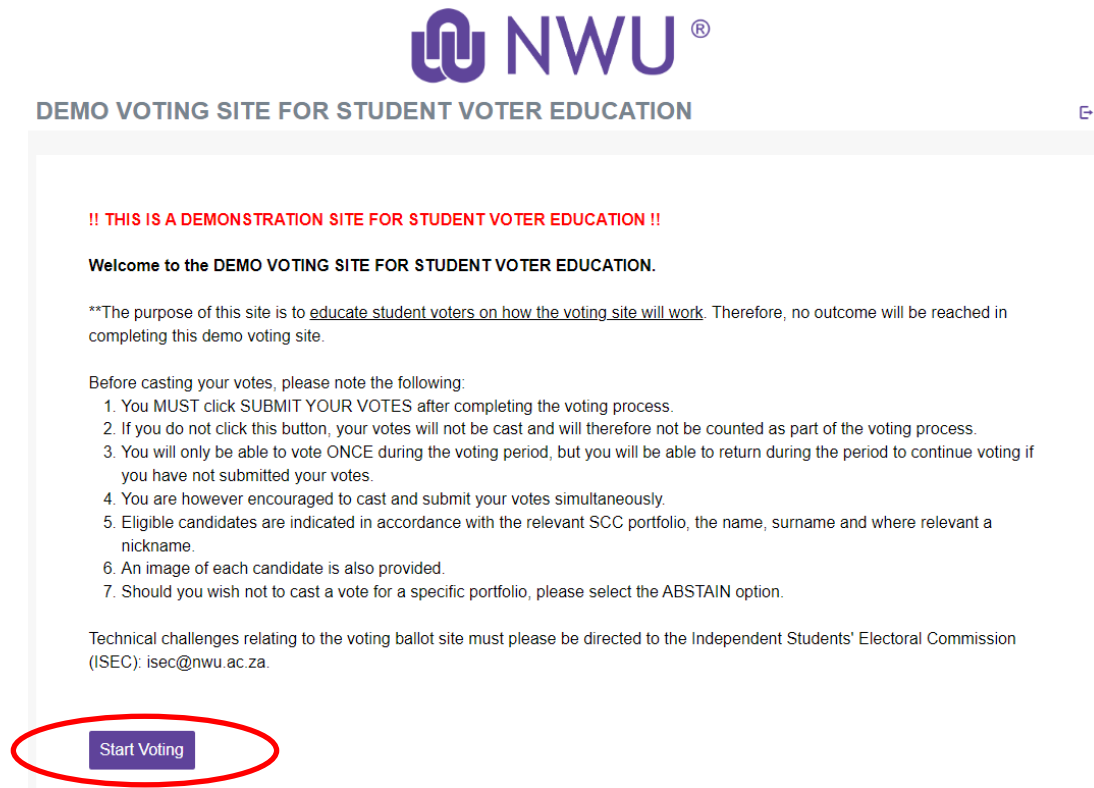 NWU ®
DEMO VOTING SITE FOR STUDENT VOTER EDUCATION
!! THIS IS A DEMONSTRATION SITE FOR STUDENT VOTER EDUCATION !!
Welcome to the DEMO VOTING SITE FOR STUDENT VOTER EDUCATION.
**The purpose of this site is to educate student voters on how the voting site will work. Therefore, no outcome will be reached in
completing this demo voting site.
Before casting your votes, please note the following:
1. You MUST click SUBMIT YOUR VOTES after completing the voting process.
2. If you do not click this button, your votes will not be cast and will therefore not be counted as part of the voting process.
3. You will only be able to vote ONCE during the voting period, but you will be able to return during the period to continue voting if
you have not submitted your votes.
4. You are however encouraged to cast and submit your votes simultaneously.
5. Eligible candidates are indicated in accordance with the relevant SCC portfolio, the name, surname and where relevant a
nickname.
6. An image of each candidate is also provided.
7. Should you wish not to cast a vote for a specific portfolio, please select the ABSTAIN option.
Technical challenges relating to the voting ballot site must please be directed to the Independent Students' Electoral Commission
(ISEC): isec@nwu.ac.za.
Start Voting